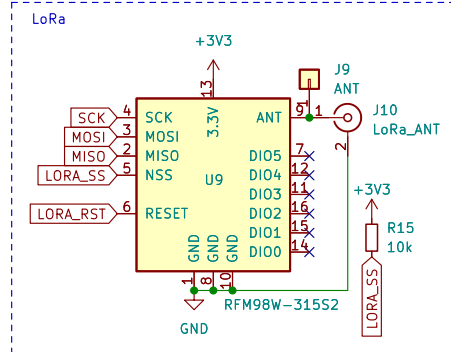 LoRa
+3V3
13
3.3V
J9
ANT
1
SCK 4 SCK
MOSI 3 MOSI
MISO 2 MISO
LORA_SS 5 NSS
LORA_RST 6 RESET
U9
ANT 9
1
J10
LoRa_ANT
2
DIO5 7
DIO4 12
DIO3 11
DIO2 16
DIO1 15
DIO0 14
GND GND GND
1 8 10
RFM98W-315S2
GND
+3V3
R15
10k
LORA_SS